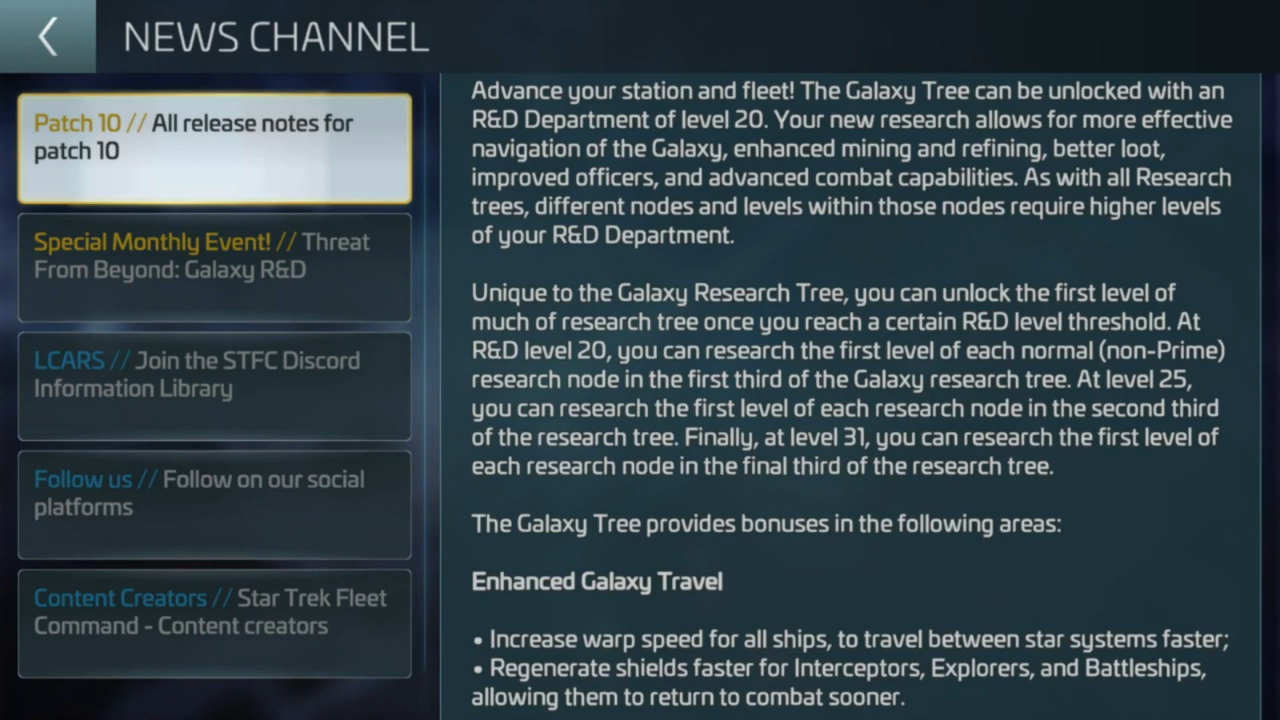 NEWS CHANNEL
Patch 10 // All release notes for
patch 10
Special Monthly Event! // Threat
From Beyond: Galaxy R&D
LCARS // Join the STFC Discord
Information Library
Follow us // Follow on our social
platforms
Content Creators // Star Trek Fleet
Command - Content creators
Advance your station and fleet! The Galaxy Tree can be unlocked with an
R&D Department of level 20. Your new research allows for more effective
navigation of the Galaxy, enhanced mining and refining, better loot,
improved officers, and advanced combat capabilities. As with all Research
trees, different nodes and levels within those nodes require higher levels
of your R&D Department.
Unique to the Galaxy Research Tree, you can unlock the first level of
much of research tree once you reach a certain R&D level threshold. At
R&D level 20, you can research the first level of each normal (non-Prime)
research node in the first third of the Galaxy research tree. At level 25,
you can research the first level of each research node in the second third
of the research tree. Finally, at level 31, you can research the first level of
each research node in the final third of the research tree.
The Galaxy Tree provides bonuses in the following areas:
Enhanced Galaxy Travel
• Increase warp speed for all ships, to travel between star systems faster;
• Regenerate shields faster for Interceptors, Explorers, and Battleships,
allowing them to return to combat sooner.